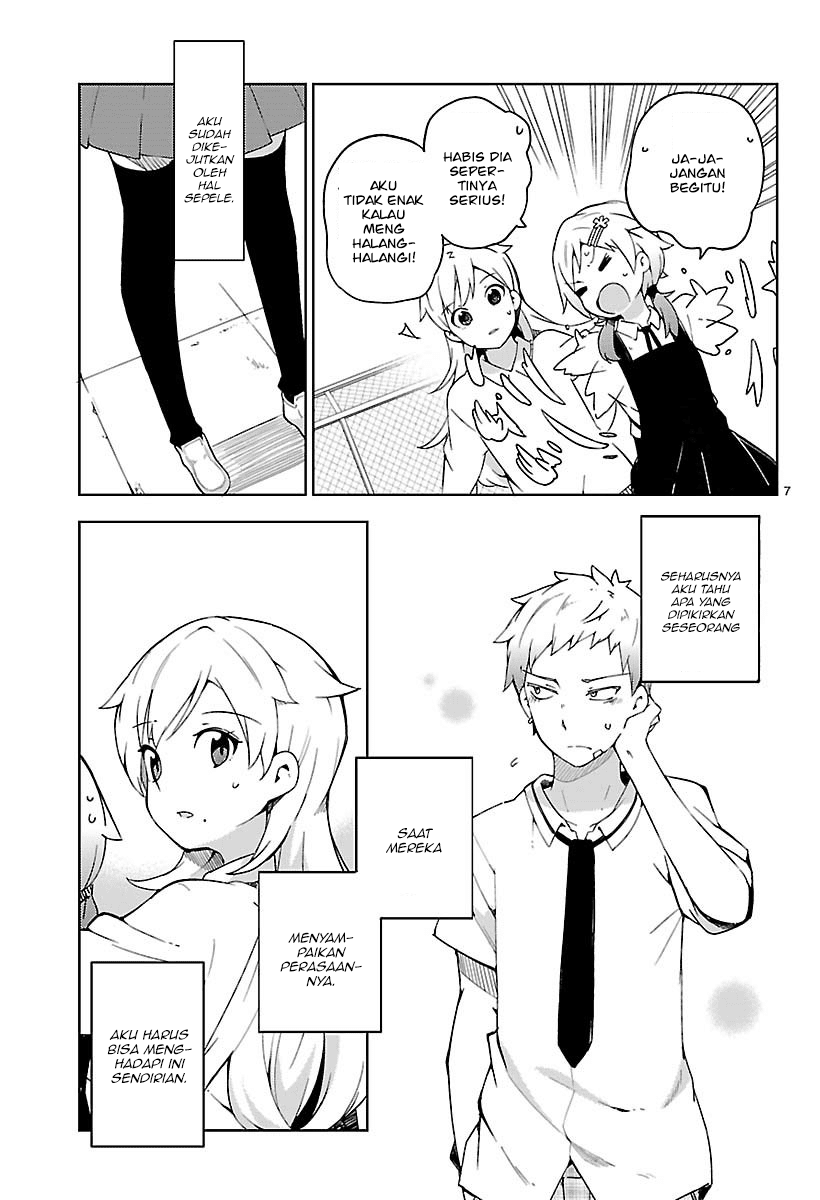 JA-JA-
JANGAN
BEGITU!
HABIS DIA
SEPER-
TINYA
SERIUS!
AKU
TIDAK ENAK
KALAU
MENG
HALANG-
HALANGI!
AKU
SUDAH
DIKE-
JUTKAN
OLEH
HAL
SEPELE.
7
SEHARUSNYA
AKU TAHU
APA YANG
DIPIKIRKAN
SESEORANG
SAAT
MEREKA
MENYAM-
PAIKAN
PERASAAN-
NYA.
AKU HARUS
BISA MENG-
HADAPI INI
SENDIRIAN.